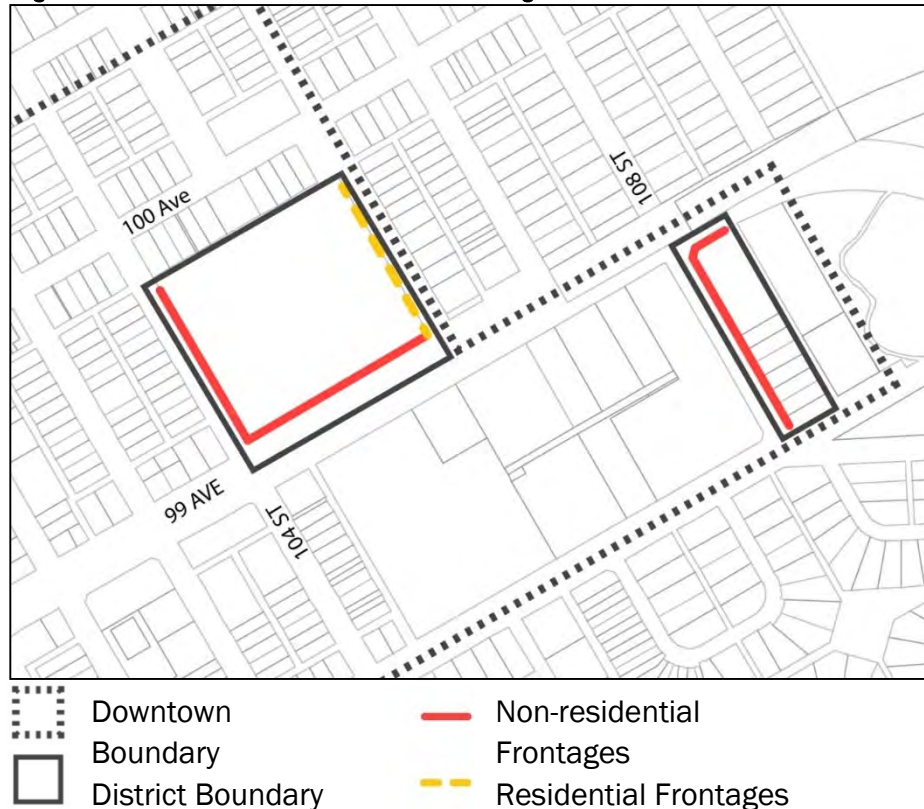 100 Ave
108 ST
99 AVE
104 ST
Downtown
Boundary
District Boundary
Non-residential
Frontages
Residential Frontages